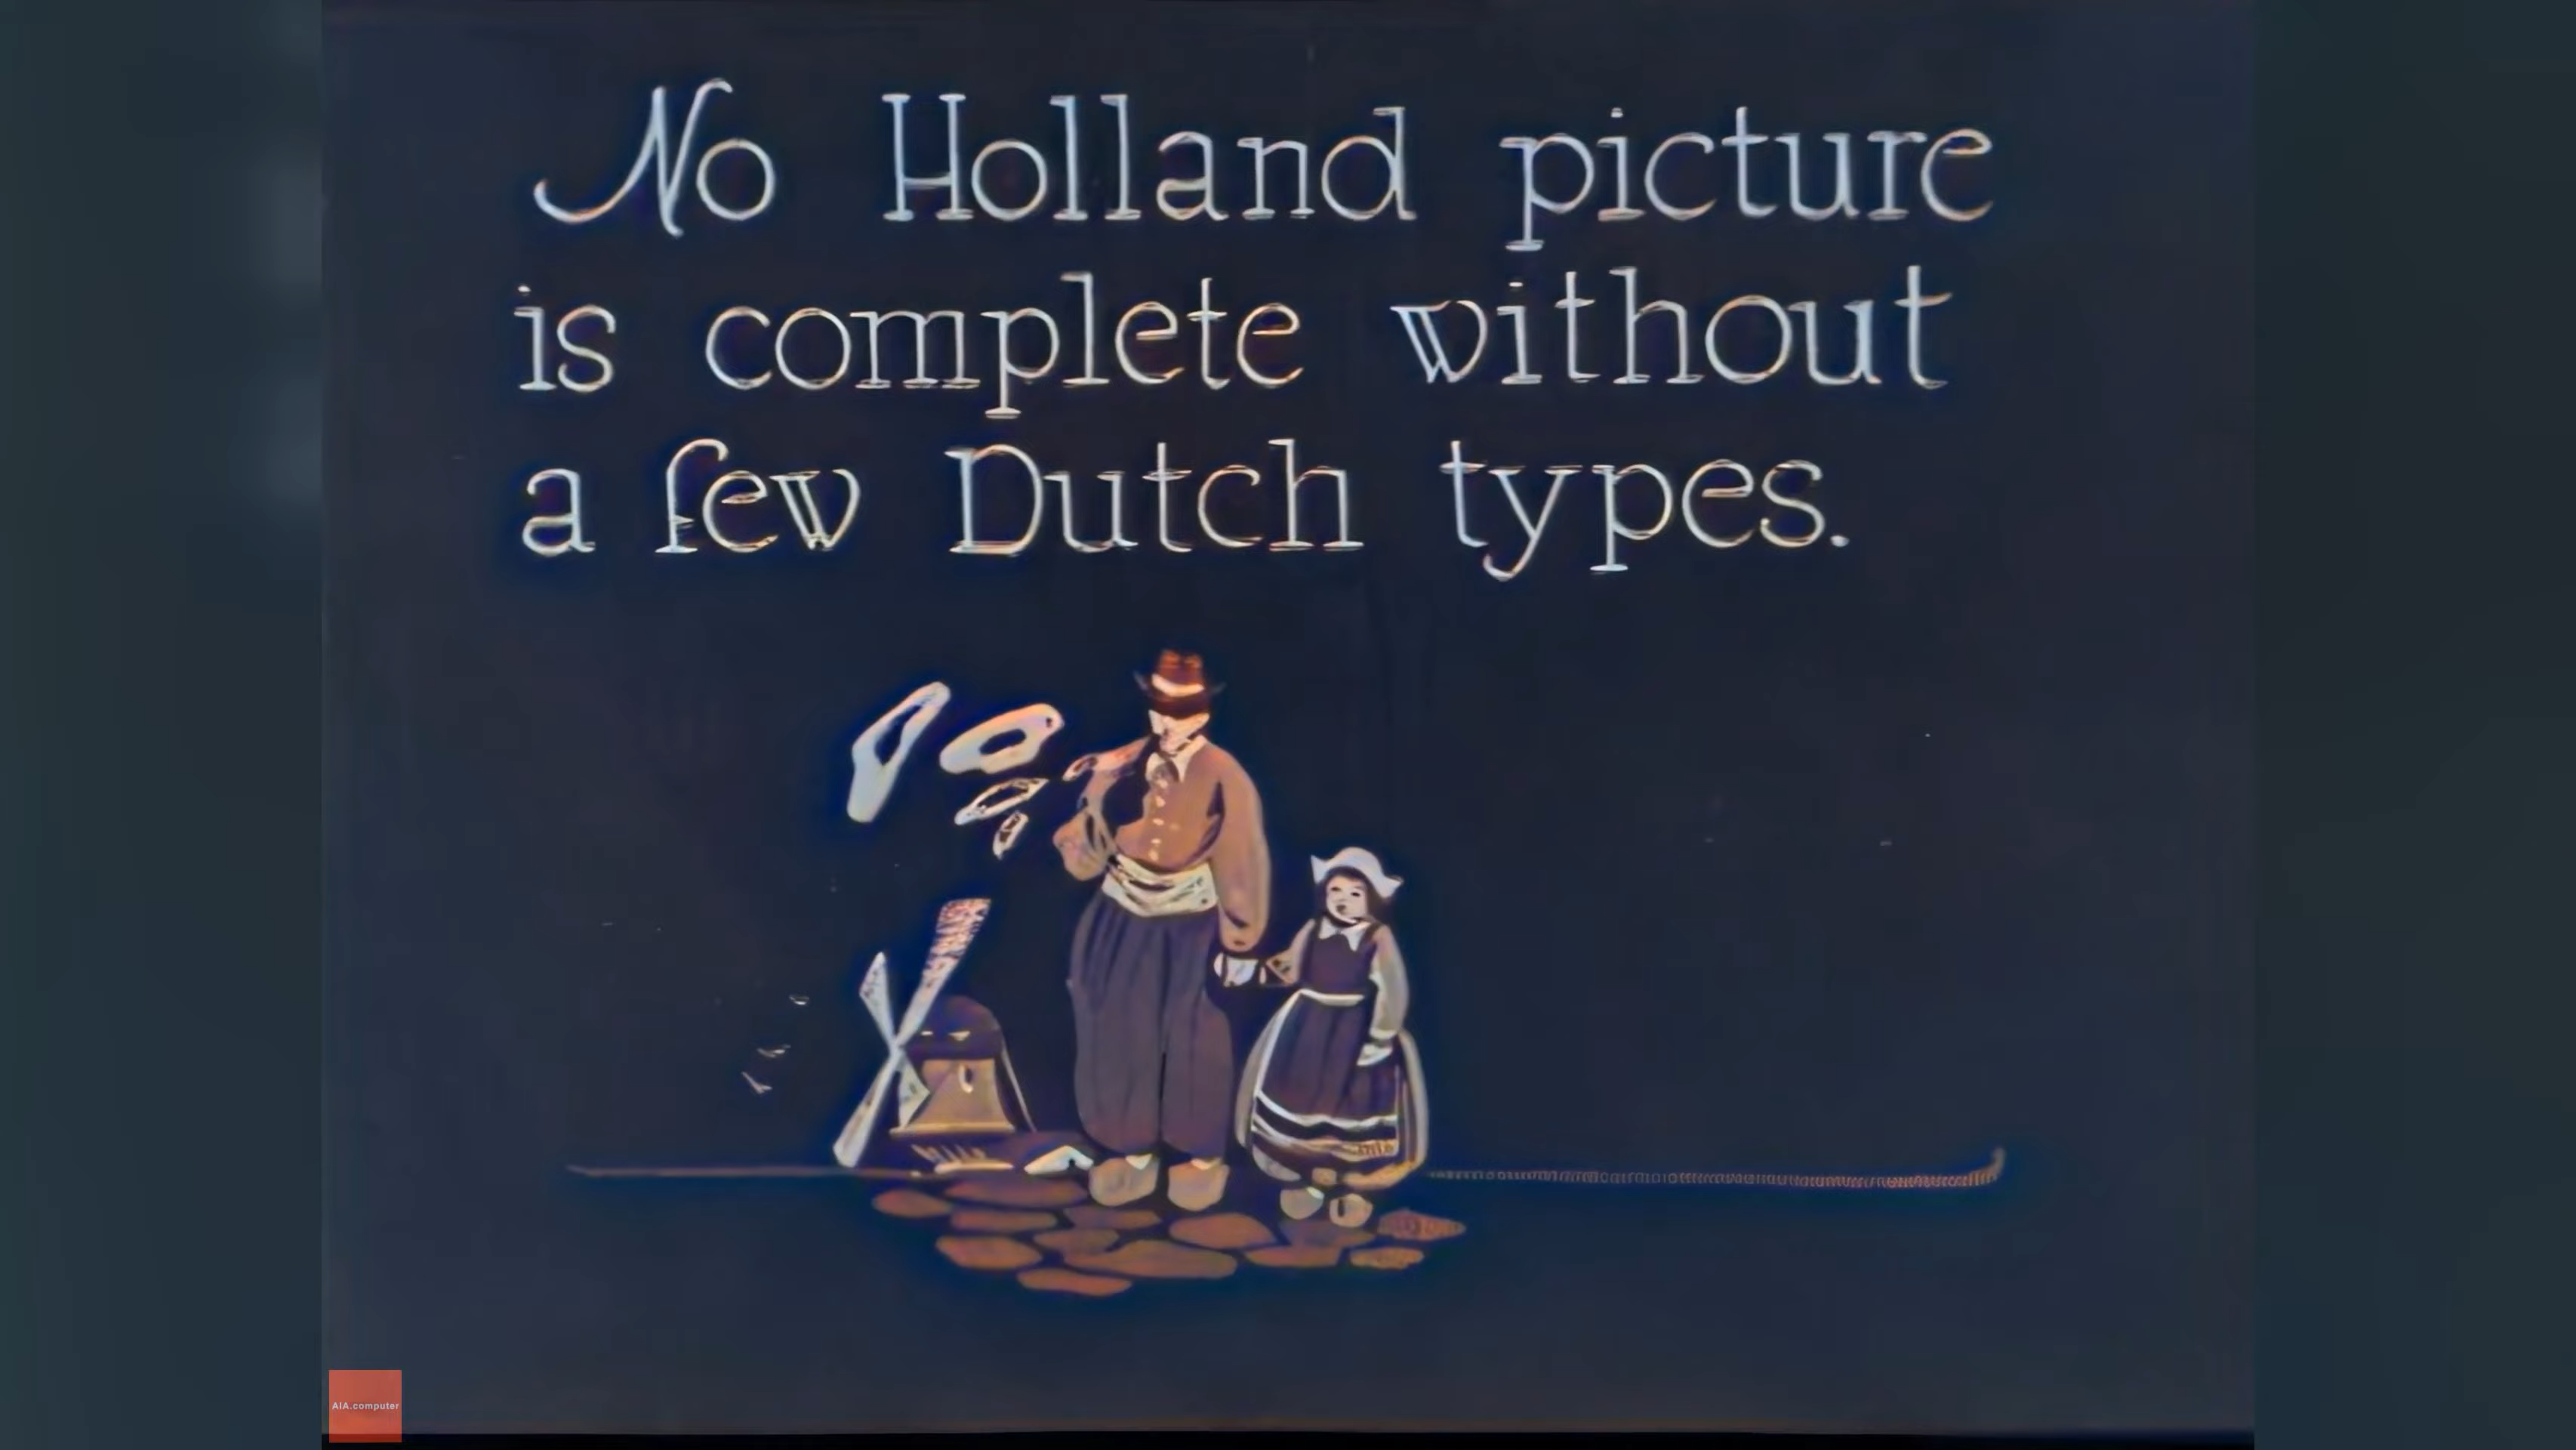 No Holland picture
is complete without
a few Dutch types.
AIA.computer